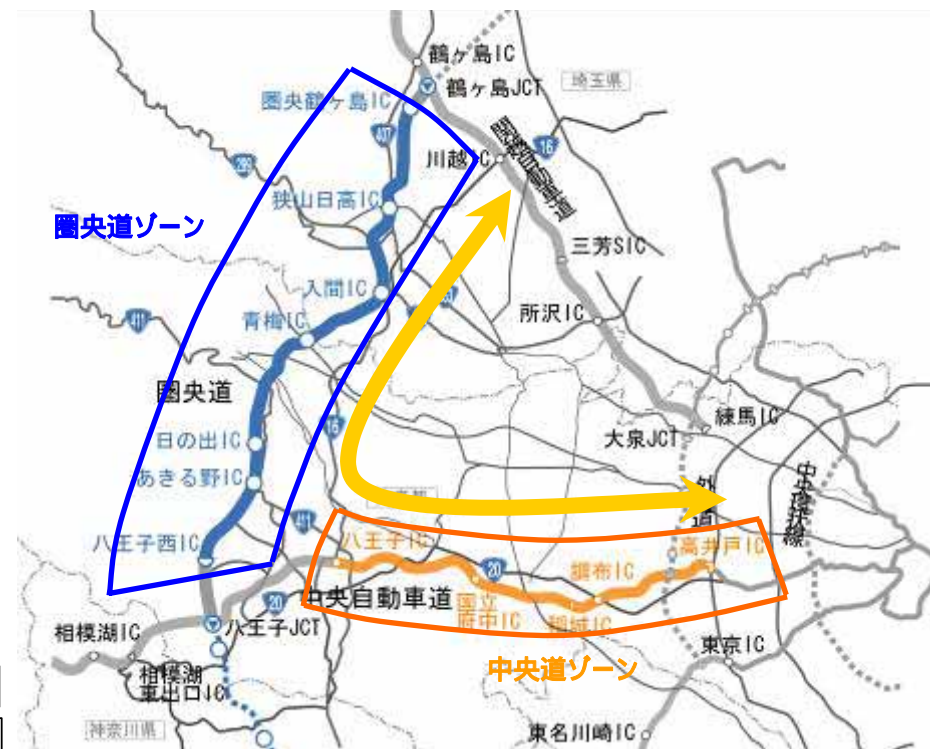 鶴ヶ島IC
鶴ヶ島JCT
埼玉県
圏央鶴ヶ島IC
407
16
川越IC
299
狭山日高IC
圏央道ゾーン
三芳SIC
入間IC
所沢IC
青梅IC
411
圏央道
練馬IC
大泉JCT
16
日の出IC
あきる野IC
外
道
中央環状線
411
八王子西IC
八王子IC
高井戸IC
20
調布IC
中央自動車道
国立
府中IC
稲城IC
20
八王子JCT
相模湖IC
東京IC
中央道ゾーン
相模湖
東出口IC
神奈川県
東名川崎IC